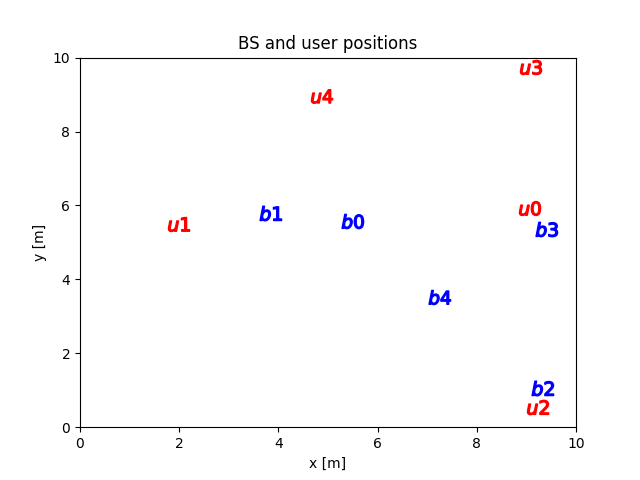 BS and user positions
10
u3
u4
8
6
u0
b1
b0
u1
b3
y [m]
4
b4
2
b2
u2
0
0 2 4 6 8 10
x [m]